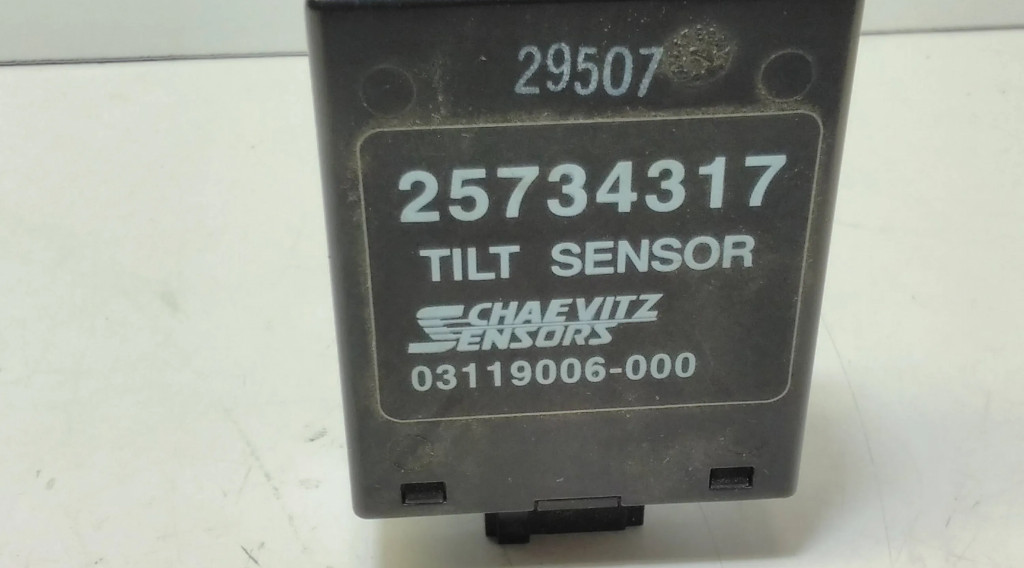 29507
25734317
TILT SENSOR
SCHAEVITZ
SENSORS
03119006-000